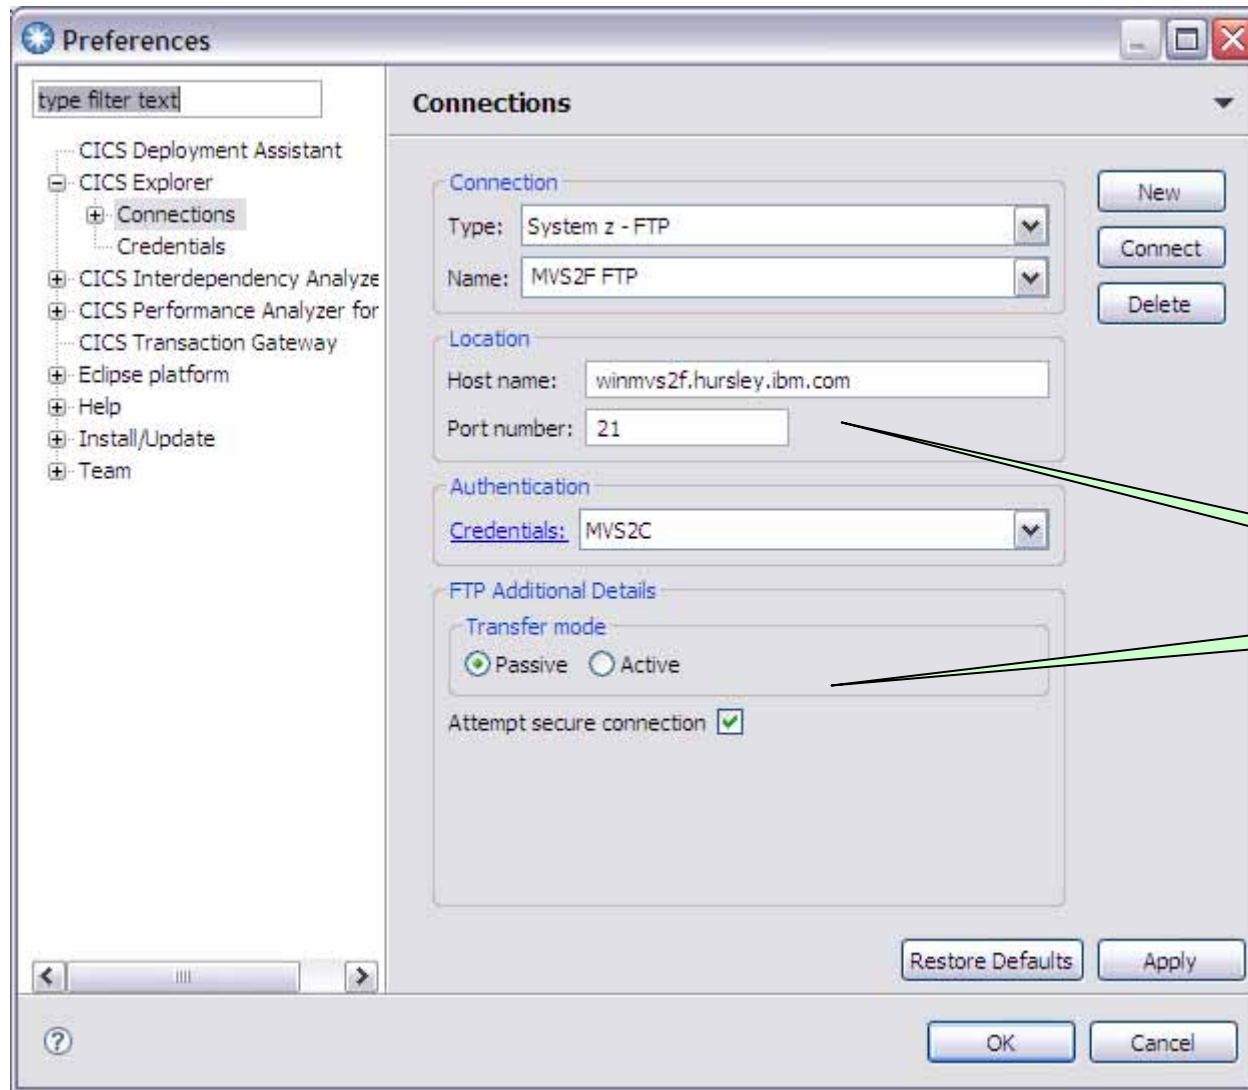 Preferences
type filter text
CICS Deployment Assistant
CICS Explorer
Connections
Credentials
CICS Interdependency Analyze
CICS Performance Analyzer for
CICS Transaction Gateway
Eclipse platform
Help
Install/Update
Team
Connections
Connection
Type: System z - FTP
Name: MVS2F FTP
New
Connect
Delete
Location
Host name: winmvs2f.hursley.ibm.com
Port number: 21
Authentication
Credentials: MVS2C
FTP Additional Details
Transfer mode
Passive Active
Attempt secure connection
Restore Defaults Apply
? OK Cancel